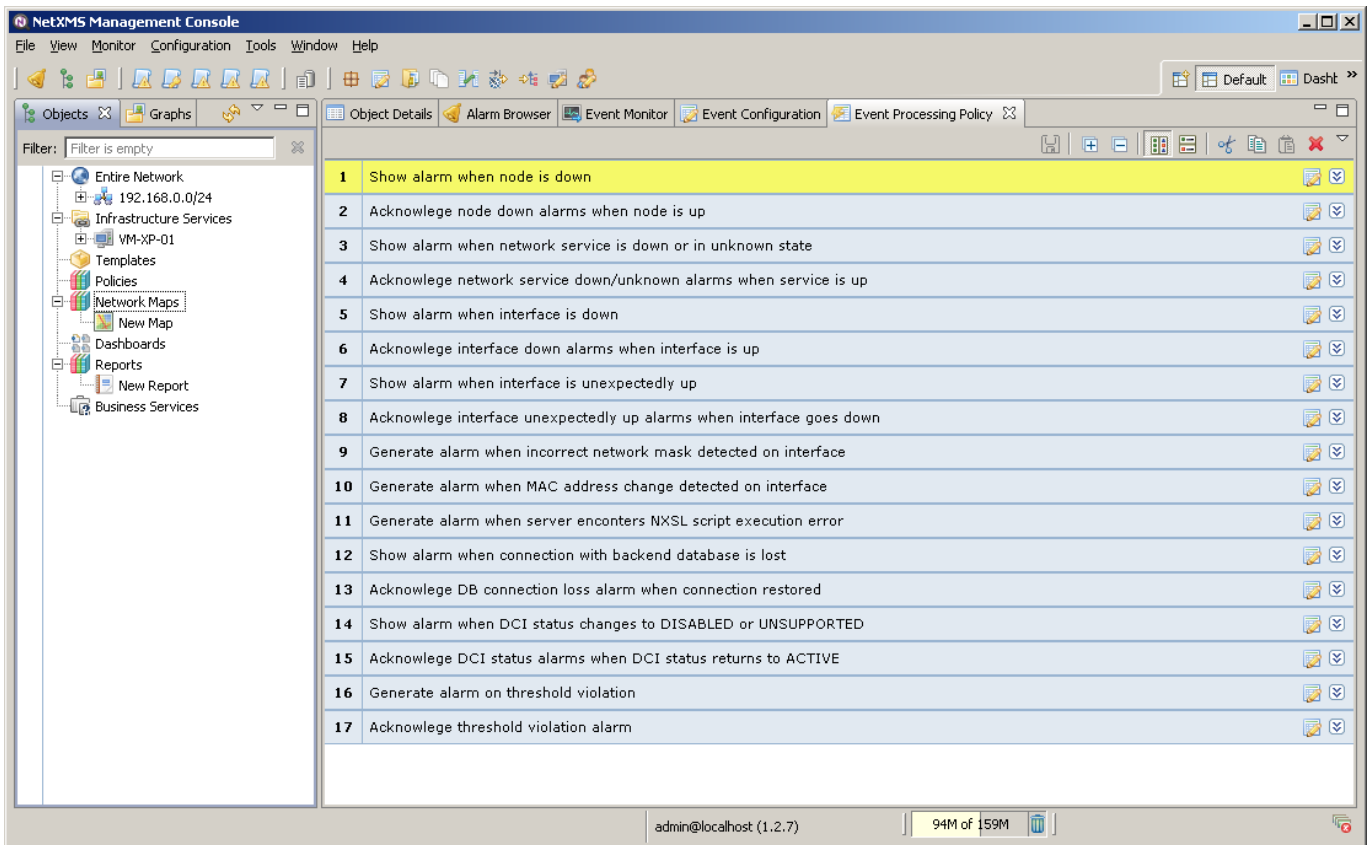 NetXMS Management Console
File View Monitor Configuration Tools Window Help
Default Dasht »
Objects Graphs
Object Details Alarm Browser Event Monitor Event Configuration Event Processing Policy
Filter: Filter is empty
Entire Network
192.168.0.0/24
Infrastructure Services
VM-XP-01
Templates
Policies
Network Maps
New Map
Dashboards
Reports
New Report
Business Services
1 Show alarm when node is down
2 Acknowlege node down alarms when node is up
3 Show alarm when network service is down or in unknown state
4 Acknowlege network service down/unknown alarms when service is up
5 Show alarm when interface is down
6 Acknowlege interface down alarms when interface is up
7 Show alarm when interface is unexpectedly up
8 Acknowlege interface unexpectedly up alarms when interface goes down
9 Generate alarm when incorrect network mask detected on interface
10 Generate alarm when MAC address change detected on interface
11 Generate alarm when server enconters NXSL script execution error
12 Show alarm when connection with backend database is lost
13 Acknowlege DB connection loss alarm when connection restored
14 Show alarm when DCI status changes to DISABLED or UNSUPPORTED
15 Acknowlege DCI status alarms when DCI status returns to ACTIVE
16 Generate alarm on threshold violation
17 Acknowlege threshold violation alarm
admin@localhost (1.2.7) 94M of 159M